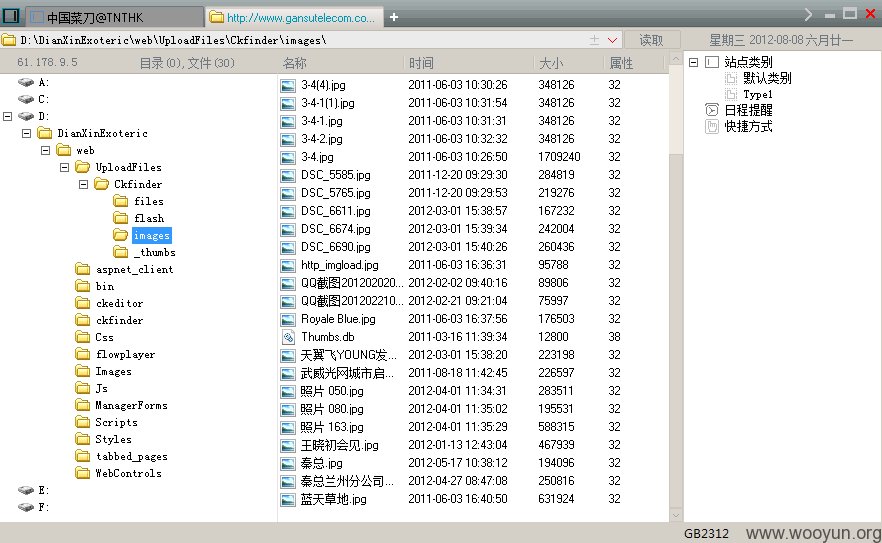 中国菜刀@TNTHK
http://www.gansutelecom.co...
D:\DianXinExoteric\web\UploadFiles\Ckfinder\images\
读取
星期三 2012-08-08 六月廿一
61.178.9.5 目录(0),文件(30) 名称 时间 大小 属性
A:
C:
D:
DianXinExoteric
web
UploadFiles
Ckfinder
files
flash
images
_thumbs
aspnet_client
bin
ckeditor
ckfinder
Css
flowplayer
Images
Js
ManagerForms
Scripts
Styles
tabbed_pages
WebControls
E:
F:
3-4(4).jpg 2011-06-03 10:30:26 348126 32
3-4-1(1).jpg 2011-06-03 10:31:54 348126 32
3-4-1.jpg 2011-06-03 10:31:31 348126 32
3-4-2.jpg 2011-06-03 10:32:32 348126 32
3-4.jpg 2011-06-03 10:26:50 1709240 32
DSC_5585.jpg 2011-12-20 09:29:30 284819 32
DSC_5765.jpg 2011-12-20 09:29:53 219276 32
DSC_6611.jpg 2012-03-01 15:38:57 167232 32
DSC_6674.jpg 2012-03-01 15:39:34 242004 32
DSC_6690.jpg 2012-03-01 15:40:26 260436 32
http_imgload.jpg 2011-06-03 16:36:31 95788 32
QQ截图201202020... 2012-02-02 09:40:16 89806 32
QQ截图201202210... 2012-02-21 09:21:04 75997 32
Royale Blue.jpg 2011-06-03 16:37:56 176503 32
Thumbs.db 2011-03-16 11:39:34 12800 38
天翼飞YOUNG发... 2012-03-01 15:38:20 223198 32
武威光网城市启... 2011-08-18 11:42:45 226597 32
照片 050.jpg 2012-04-01 11:34:31 283511 32
照片 080.jpg 2012-04-01 11:35:02 195531 32
照片 163.jpg 2012-04-01 11:35:29 588315 32
王晓初会见.jpg 2012-01-13 12:43:04 467939 32
秦总.jpg 2012-05-17 10:38:12 194096 32
秦总兰州分公司... 2012-04-27 08:47:08 250816 32
蓝天草地.jpg 2011-06-03 16:40:50 631924 32
站点类别
默认类别
Type1
日程提醒
快捷方式
GB2312
www.wooyun.org